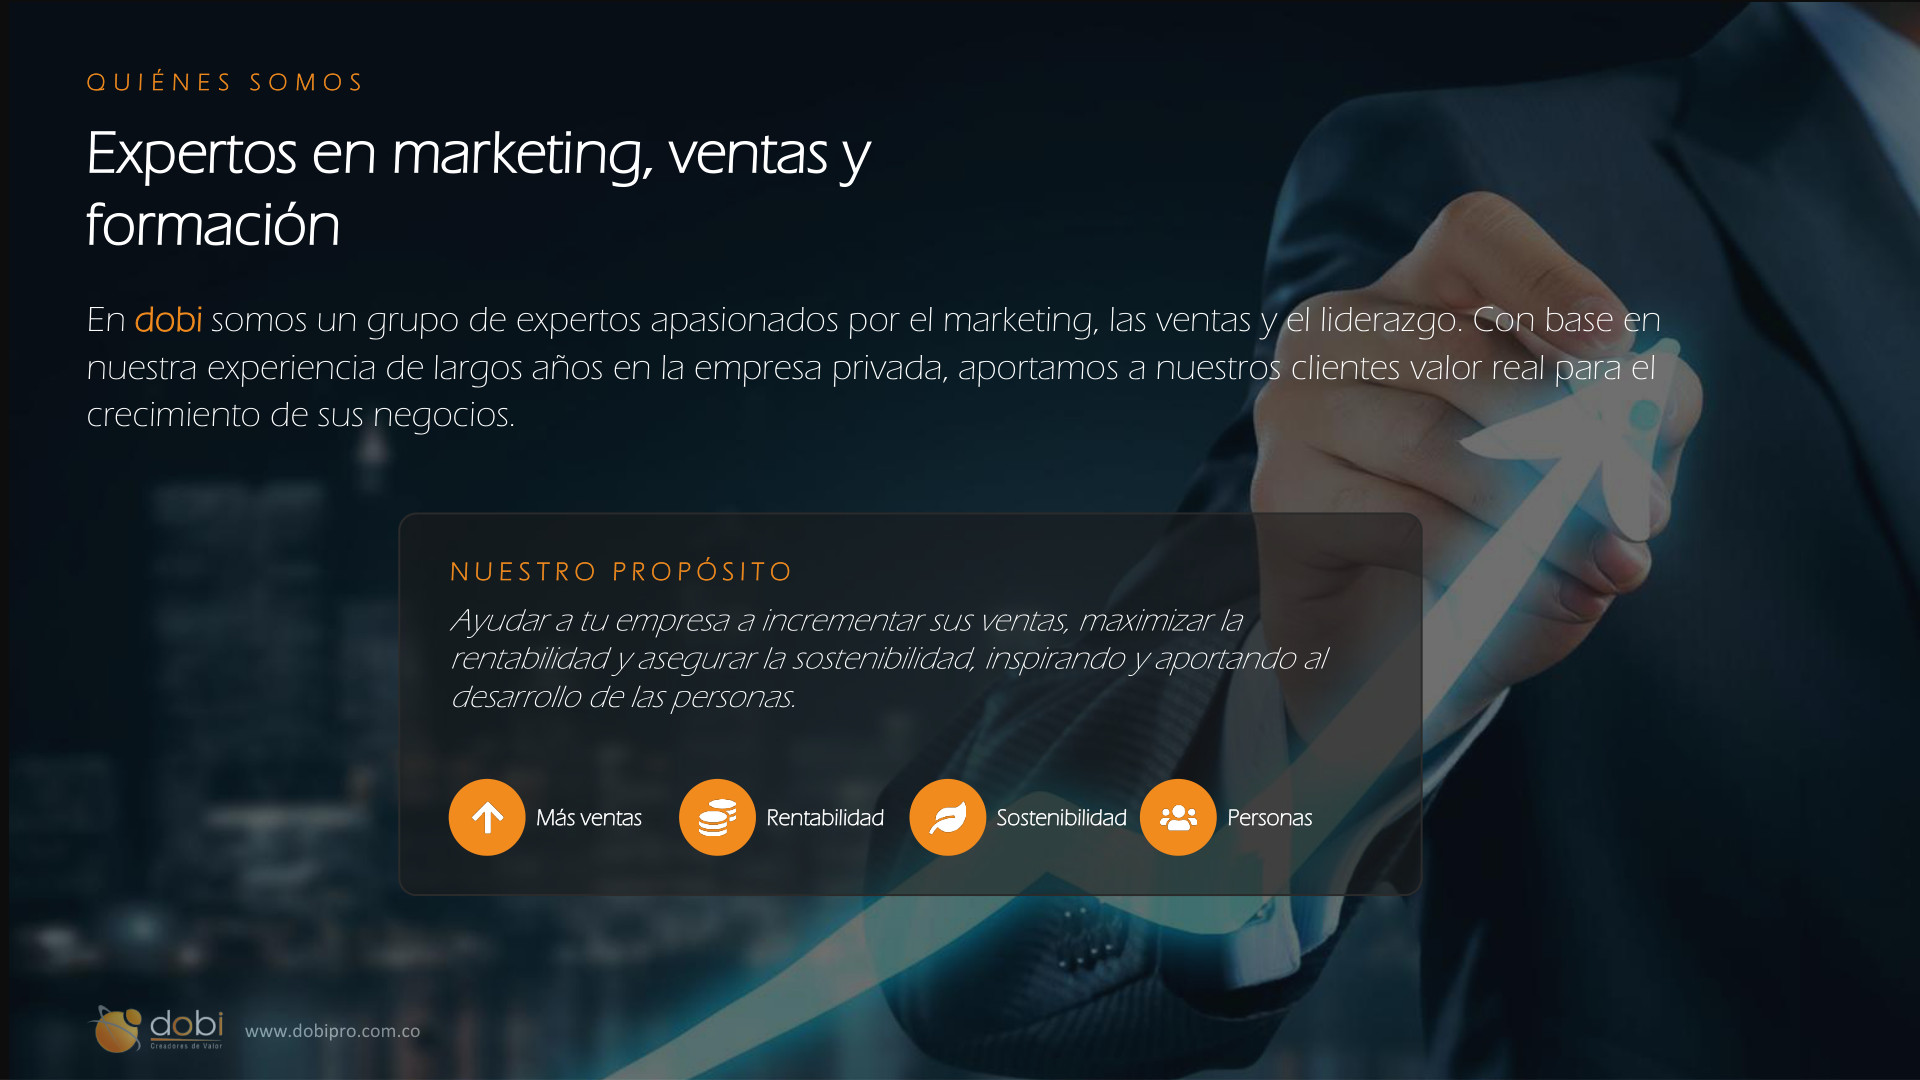 QUIÉNES SOMOS
Expertos en marketing, ventas y
formación
En dobi somos un grupo de expertos apasionados por el marketing, las ventas y el liderazgo. Con base en
nuestra experiencia de largos años en la empresa privada, aportamos a nuestros clientes valor real para el
crecimiento de sus negocios.
NUESTRO PROPÓSITO
Ayudar a tu empresa a incrementar sus ventas, maximizar la
rentabilidad y asegurar la sostenibilidad, inspirando y aportando al
desarrollo de las personas.
Más ventas
Rentabilidad
Sostenibilidad
Personas
dobi
Creadores de Valor
www.dobipro.com.co